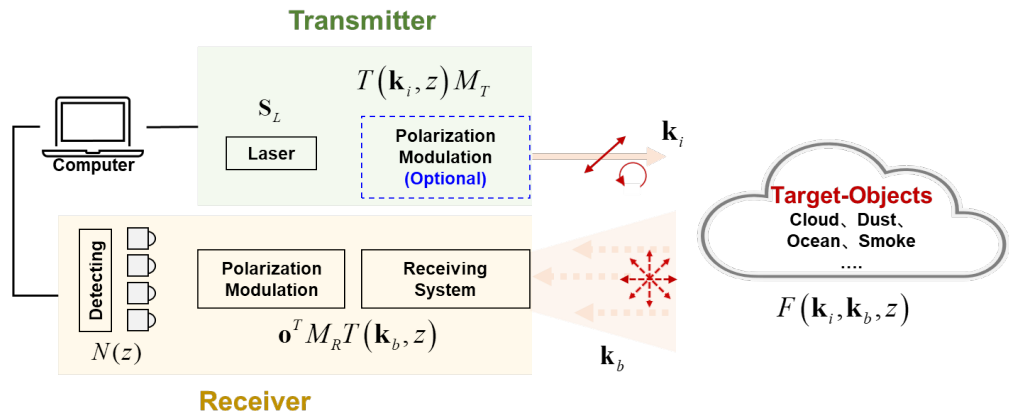 Transmitter
T(k_i, z)M_T
S_L
Laser
Polarization
Modulation
(Optional)
k_i
Computer
Target-Objects
Cloud、Dust、
Ocean、Smoke
....
F(k_i, k_b, z)
Detecting
N(z)
Polarization
Modulation
Receiving
System
o^T M_R T(k_b, z)
k_b
Receiver